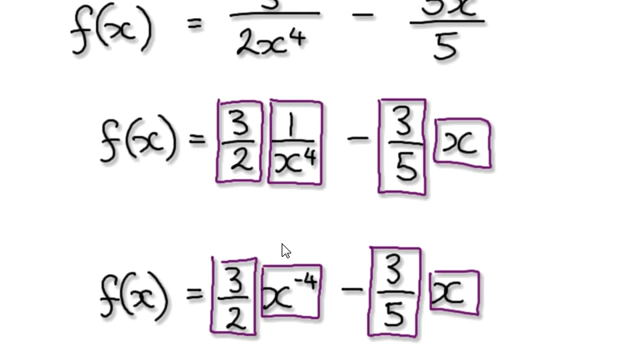 f(x) = 3/2x⁴ - 3x/5
f(x) = 3/2 1/x⁴ - 3/5 x
f(x) = 3/2 x⁻⁴ - 3/5 x